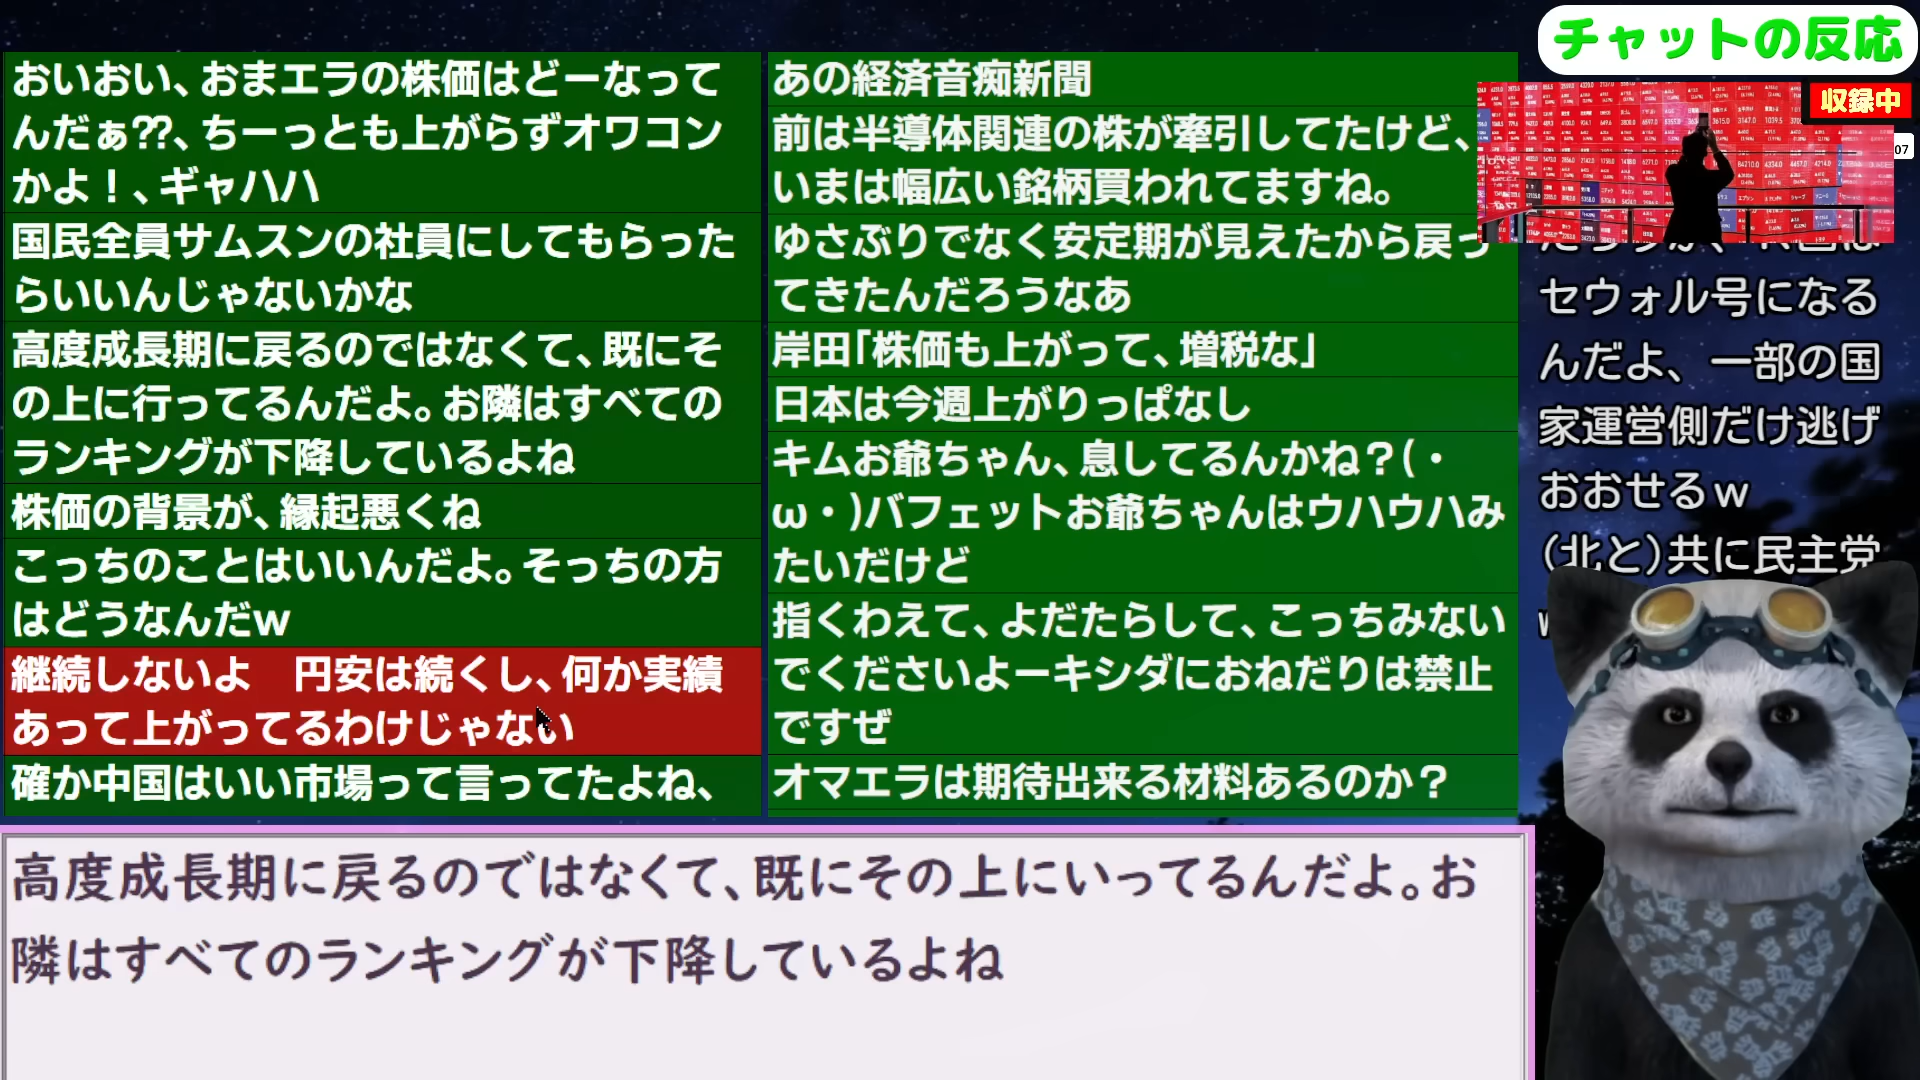 おいおい、おまエラの株価はどーなって
んだぁ⁇、ちーっとも上がらずオワコン
かよ！、ギャハハ
国民全員サムスンの社員にしてもらった
らいいんじゃないかな
高度成長期に戻るのではなくて、既にそ
の上に行ってるんだよ。お隣はすべての
ランキングが下降しているよね
株価の背景が、縁起悪くね
こっちのことはいいんだよ。そっちの方
はどうなんだw
継続しないよ　円安は続くし、何か実績
あって上がってるわけじゃない
確か中国はいい市場って言ってたよね、
あの経済音痴新聞
前は半導体関連の株が牽引してたけど、
いまは幅広い銘柄買われてますね。
ゆさぶりでなく安定期が見えたから戻っ
てきたんだろうなあ
岸田「株価も上がって、増税な」
日本は今週上がりっぱなし
キムお爺ちゃん、息してるんかね？(・
ω・)バフェットお爺ちゃんはウハウハみ
たいだけど
指くわえて、よだたらして、こっちみない
でくださいよーキシダにおねだりは禁止
ですぜ
オマエラは期待出来る材料あるのか？
チャットの反応
収録中
07
セウォル号になる
んだよ、一部の国
家運営側だけ逃げ
おおせるｗ
(北と)共に民主党
高度成長期に戻るのではなくて、既にその上にいってるんだよ。お
隣はすべてのランキングが下降しているよね